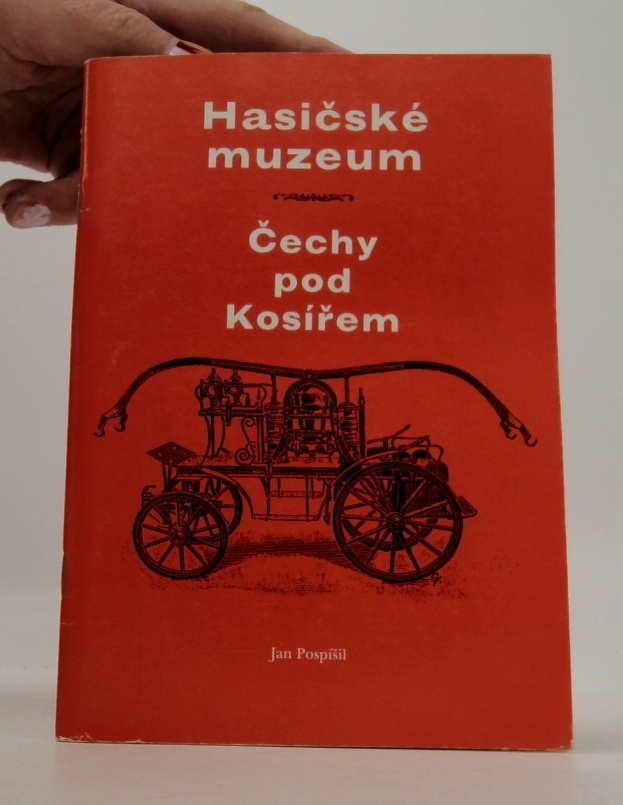 Hasičské
muzeum
Čechy
pod
Kosířem
Jan Pospíšil